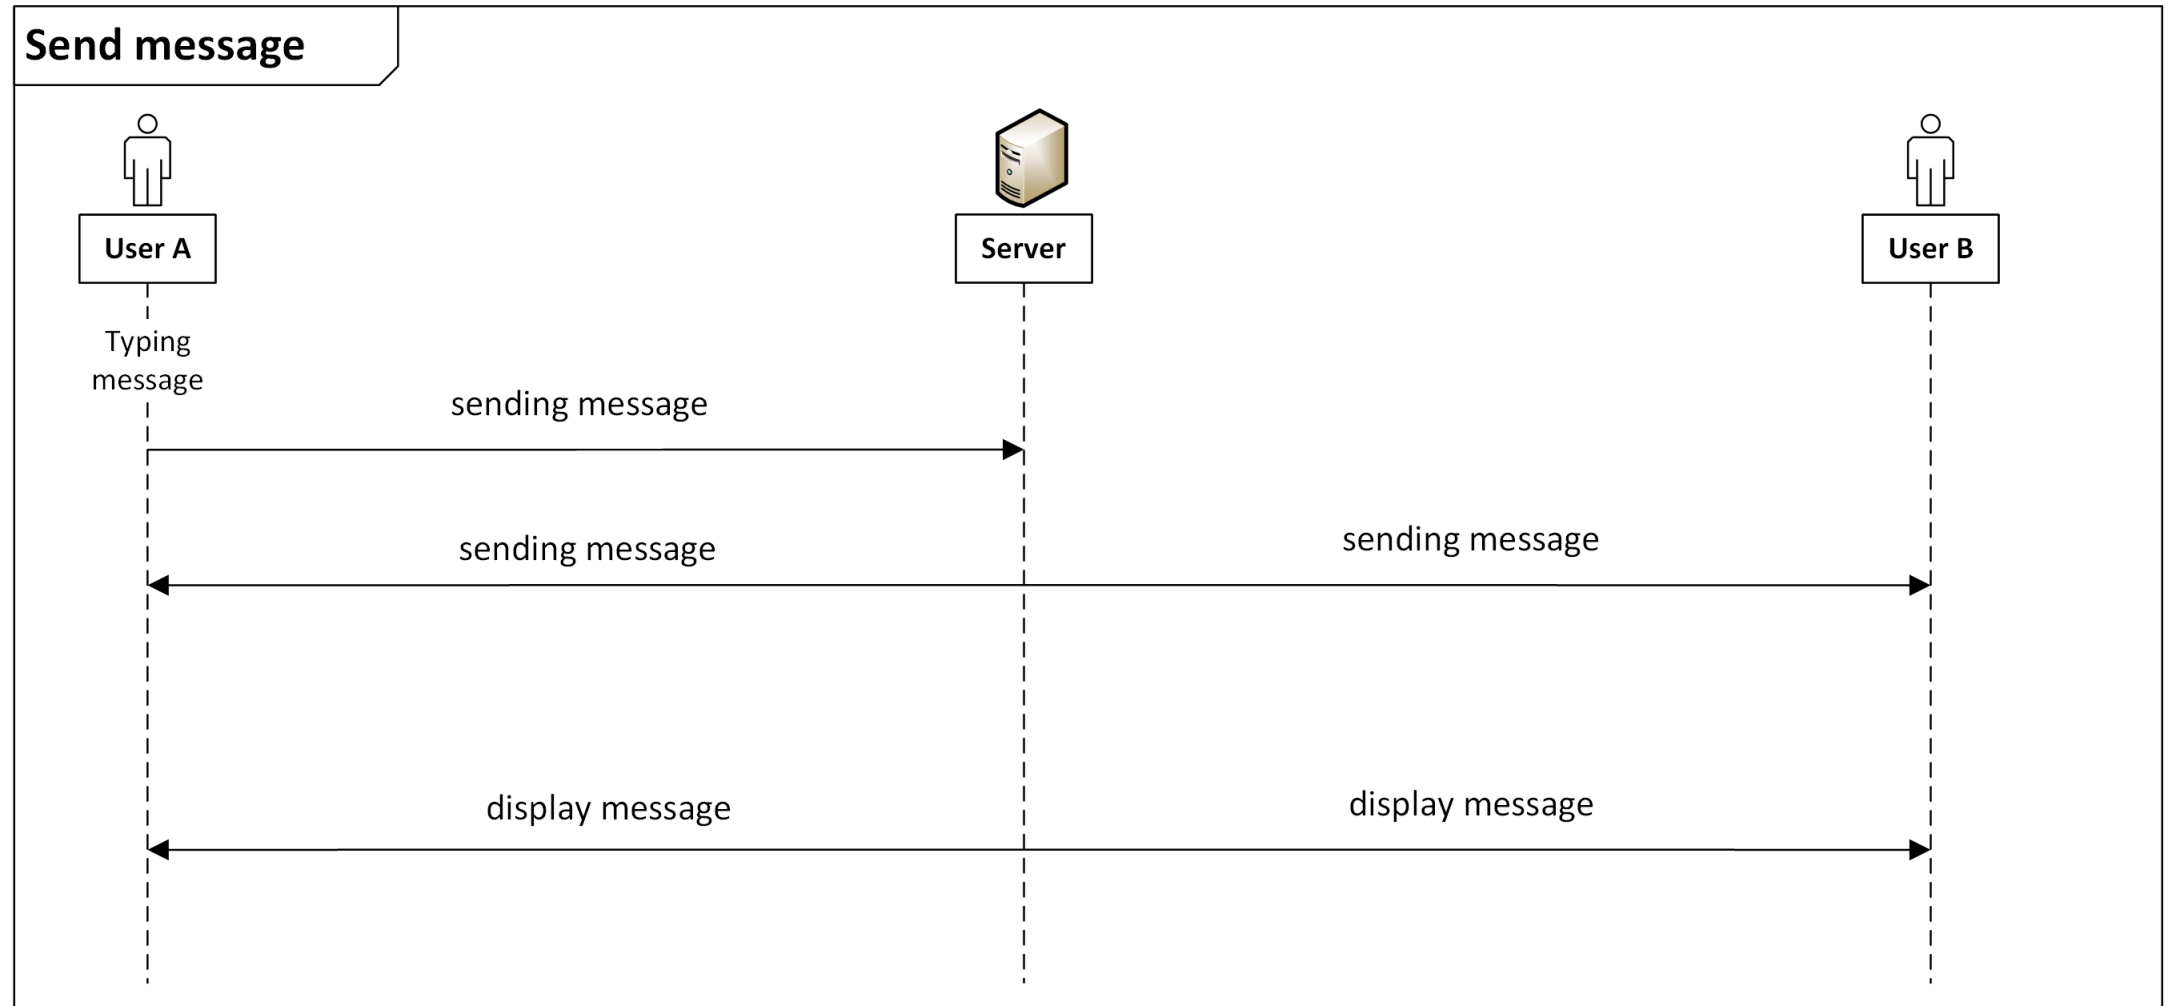 Send message
User A
Server
User B
Typing
message
sending message
sending message
sending message
display message
display message